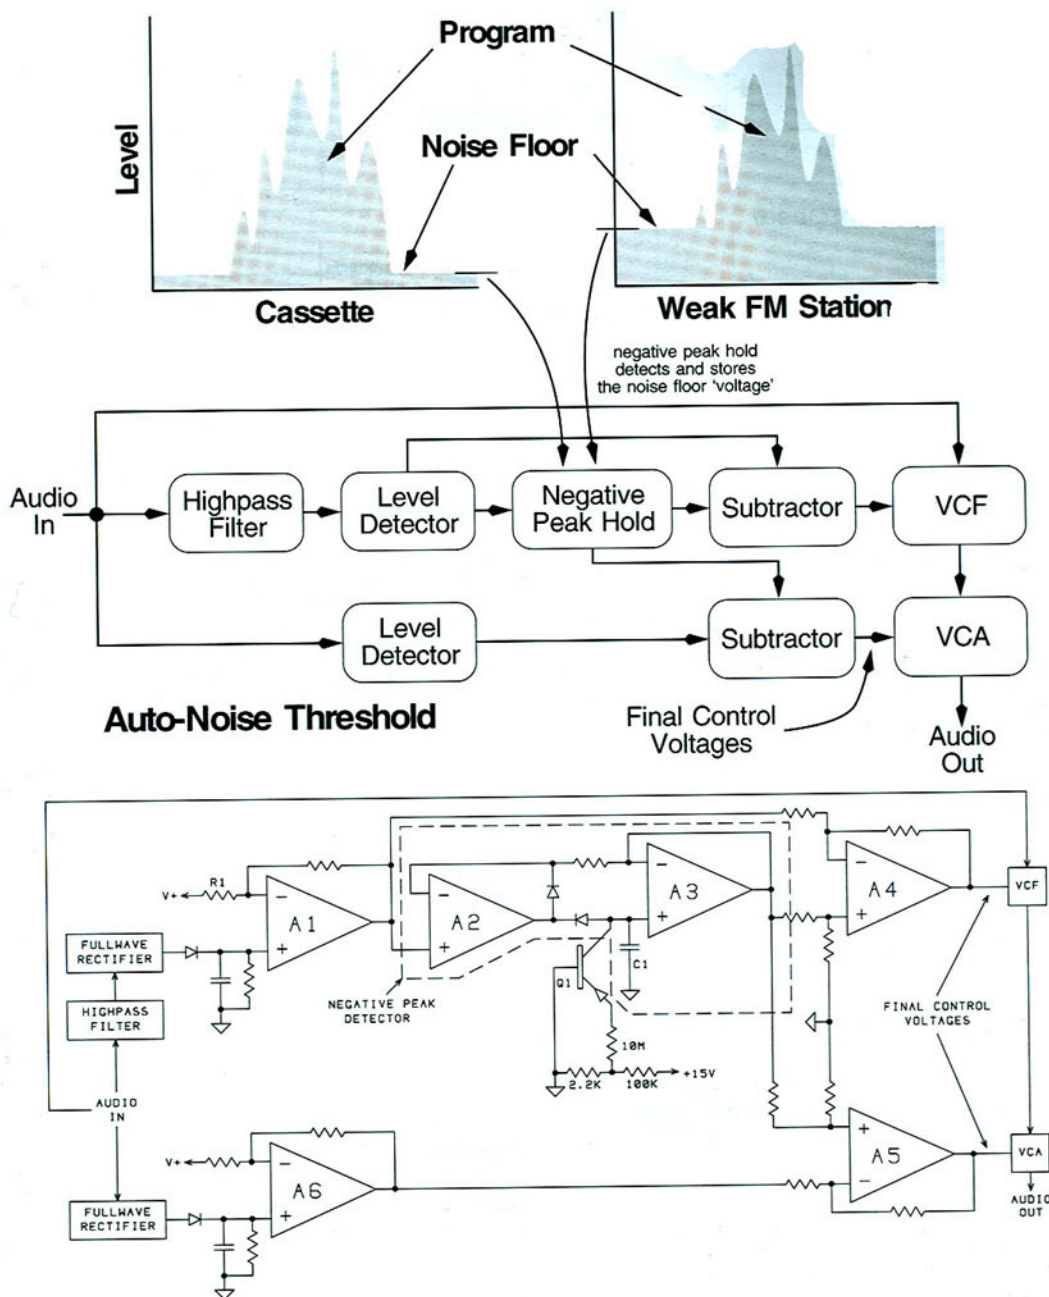 Program
Level
Noise Floor
Cassette
Weak FM Station
negative peak hold
detects and stores
the noise floor 'voltage'
Audio
In
Highpass
Filter
Level
Detector
Negative
Peak Hold
Subtractor
VCF
Level
Detector
Subtractor
VCA
Auto-Noise Threshold
Final Control
Voltages
Audio
Out
V+
R1
A1
A2
A3
A4
VCF
FULLWAVE
RECTIFIER
HIGHPASS
FILTER
NEGATIVE PEAK
DETECTOR
Q1
C1
10M
2.2K
100K
+15V
FINAL CONTROL
VOLTAGES
AUDIO
IN
V+
A6
A5
VCA
FULLWAVE
RECTIFIER
AUDIO
OUT